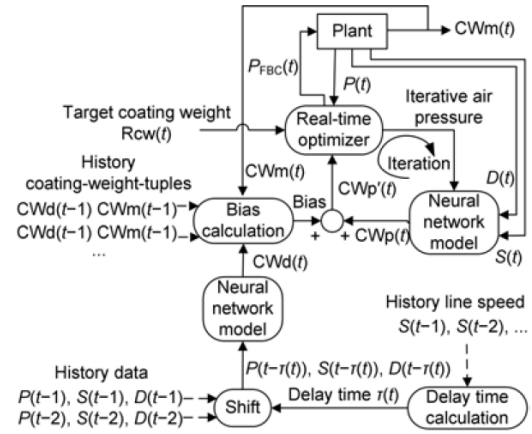 Plant
CWm(t)
P_FBC(t)
P(t)
Target coating weight
Rcw(t)
Real-time
optimizer
Iterative air
pressure
Iteration
History
coating-weight-tuples
CWm(t)
CWp'(t)
D(t)
CWd(t−1) CWm(t−1)
CWd(t−1) CWm(t−1)
...
Bias
calculation
Bias
+
+
CWp(t)
Neural
network
model
S(t)
CWd(t)
Neural
network
model
History line speed
S(t−1), S(t−2), ...
History data
P(t−1), S(t−1), D(t−1)
P(t−2), S(t−2), D(t−2)
P(t−τ(t)), S(t−τ(t)), D(t−τ(t))
Shift
Delay time τ(t)
Delay time
calculation